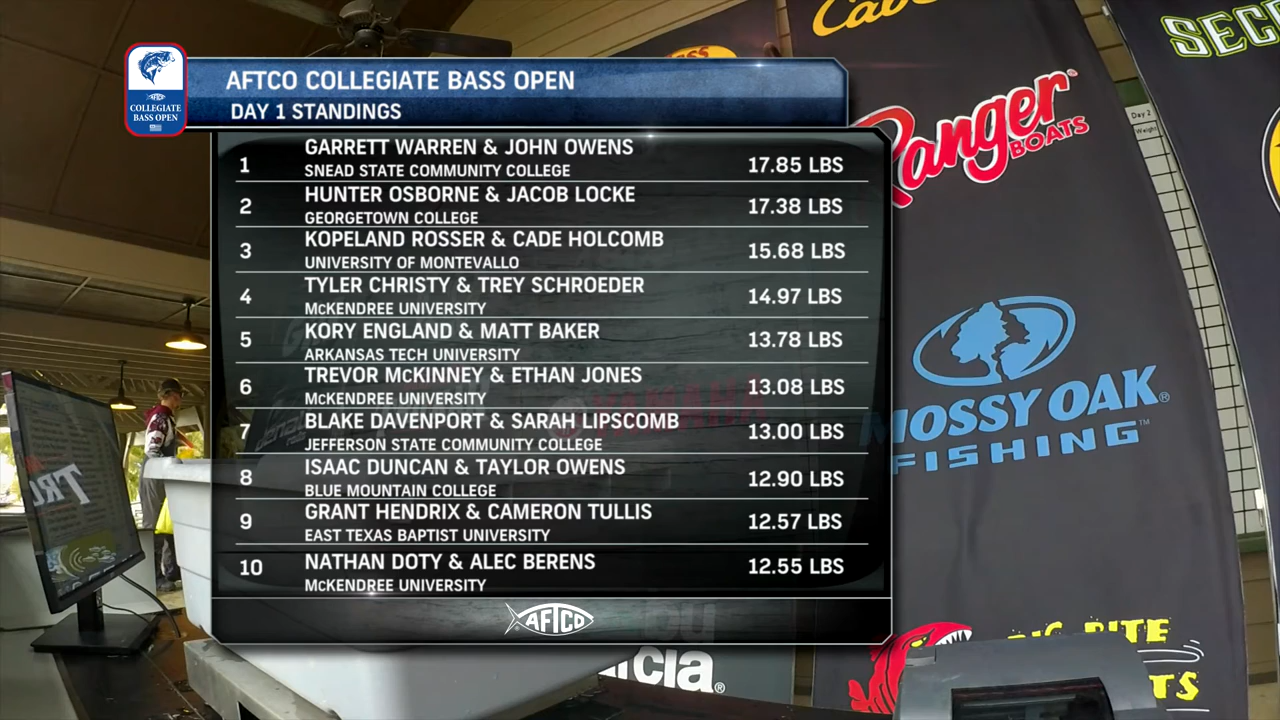 AFTCO COLLEGIATE BASS OPEN
DAY 1 STANDINGS
AFTCO
COLLEGIATE
BASS OPEN
1 GARRETT WARREN & JOHN OWENS
SNEAD STATE COMMUNITY COLLEGE 17.85 LBS
2 HUNTER OSBORNE & JACOB LOCKE
GEORGETOWN COLLEGE 17.38 LBS
3 KOPELAND ROSSER & CADE HOLCOMB
UNIVERSITY OF MONTEVALLO 15.68 LBS
4 TYLER CHRISTY & TREY SCHROEDER
McKENDREE UNIVERSITY 14.97 LBS
5 KORY ENGLAND & MATT BAKER
ARKANSAS TECH UNIVERSITY 13.78 LBS
6 TREVOR McKINNEY & ETHAN JONES
McKENDREE UNIVERSITY 13.08 LBS
7 BLAKE DAVENPORT & SARAH LIPSCOMB
JEFFERSON STATE COMMUNITY COLLEGE 13.00 LBS
8 ISAAC DUNCAN & TAYLOR OWENS
BLUE MOUNTAIN COLLEGE 12.90 LBS
9 GRANT HENDRIX & CAMERON TULLIS
EAST TEXAS BAPTIST UNIVERSITY 12.57 LBS
10 NATHAN DOTY & ALEC BERENS
McKENDREE UNIVERSITY 12.55 LBS
AFTCO
Ranger®
BOATS
Day 2
Weight
MOSSY OAK®
FISHING™
YAMAHA